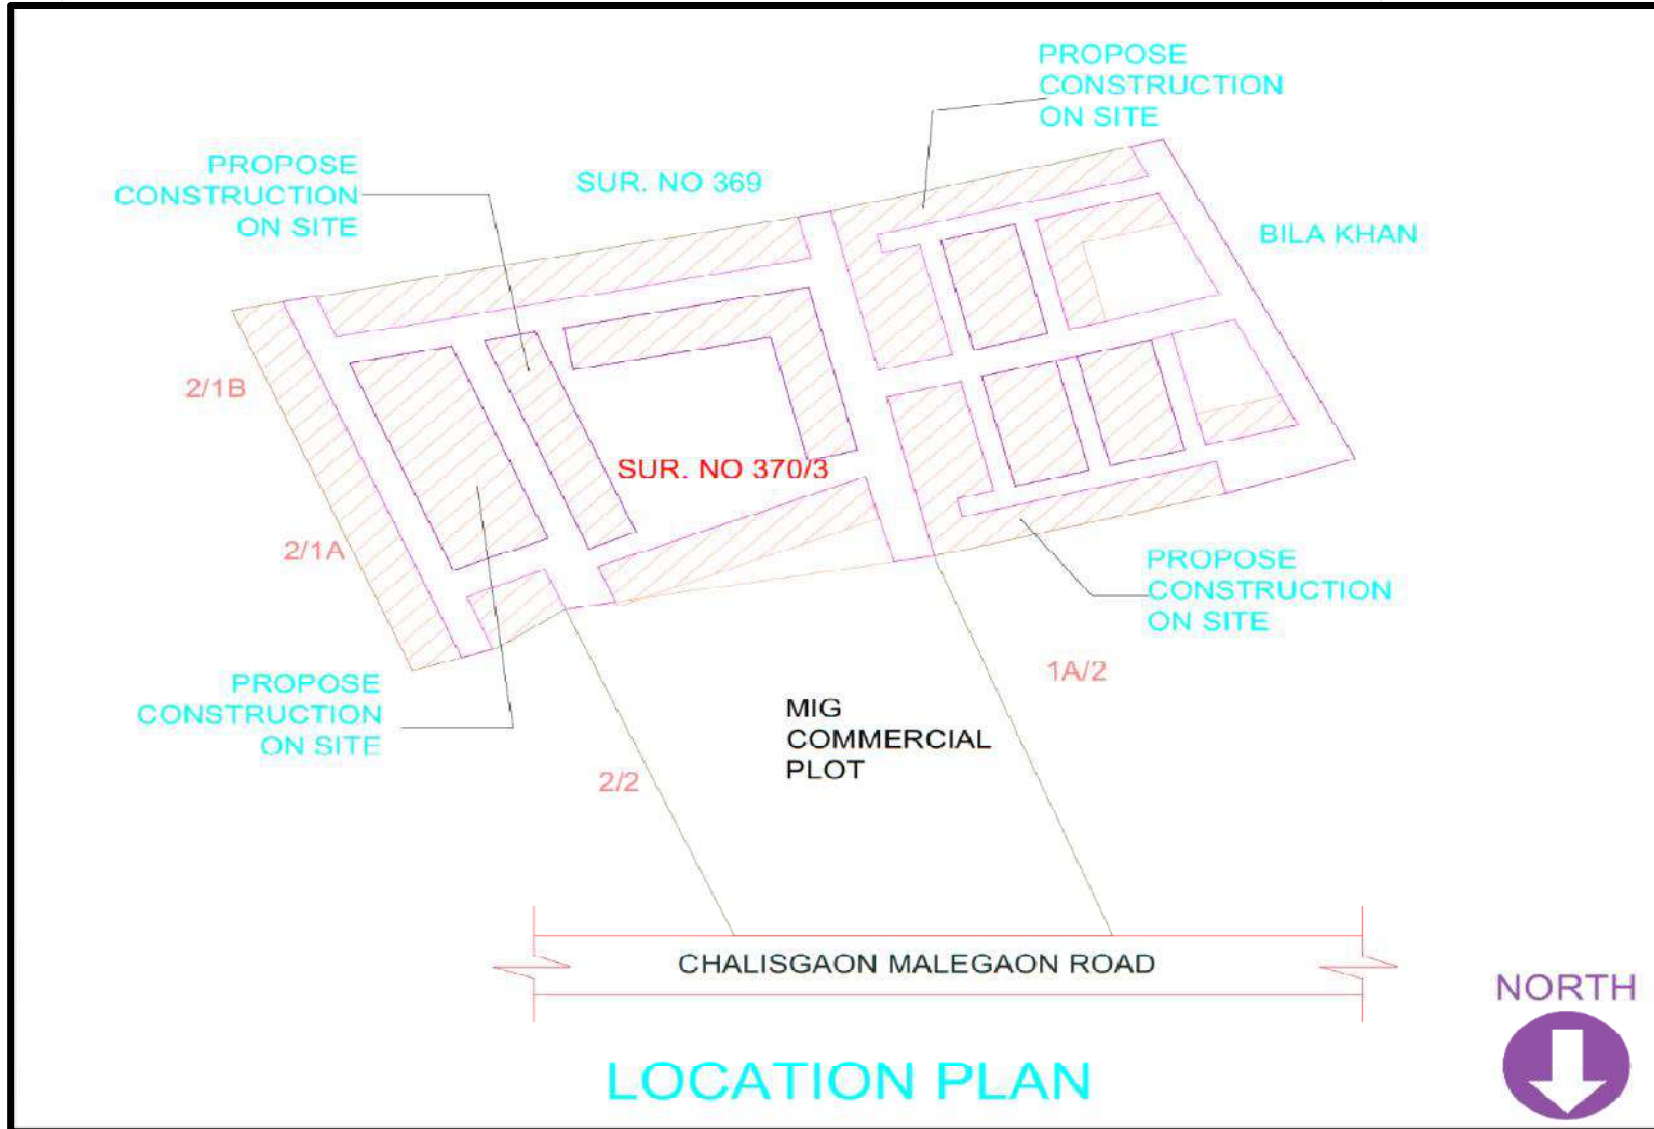 PROPOSE
CONSTRUCTION
ON SITE
PROPOSE
CONSTRUCTION
ON SITE
SUR. NO 369
BILA KHAN
2/1B
SUR. NO 370/3
2/1A
PROPOSE
CONSTRUCTION
ON SITE
PROPOSE
CONSTRUCTION
ON SITE
1A/2
MIG
COMMERCIAL
PLOT
2/2
CHALISGAON MALEGAON ROAD
NORTH
LOCATION PLAN